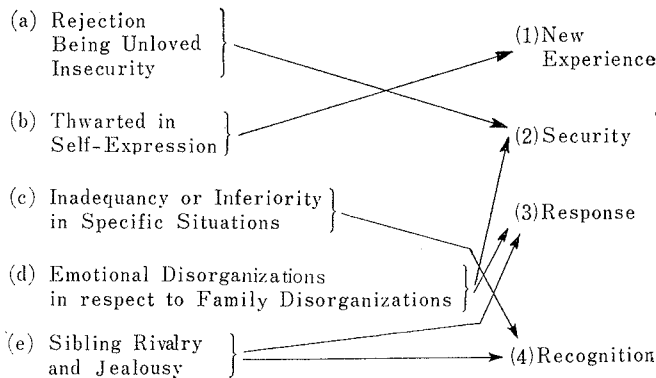 (a) Rejection
Being Unloved
Insecurity
(b) Thwarted in
Self-Expression
(c) Inadequancy or Inferiority
in Specific Situations
(d) Emotional Disorganizations
in respect to Family Disorganizations
(e) Sibling Rivalry
and Jealousy
(1) New
Experience
(2) Security
(3) Response
(4) Recognition